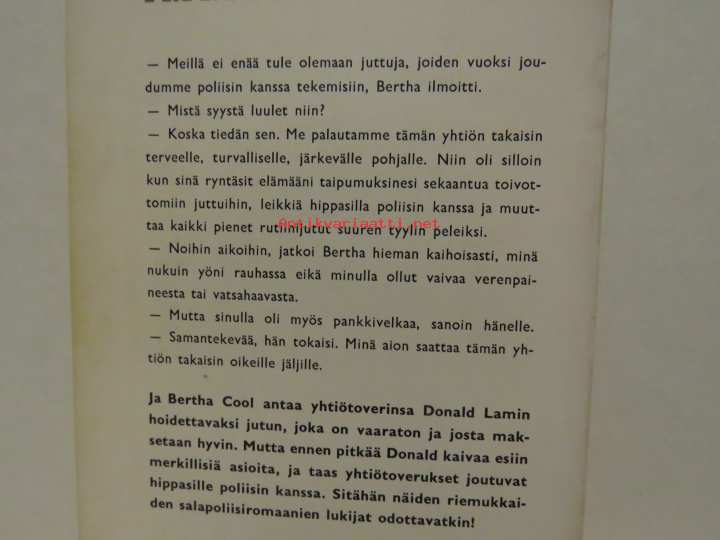 — Meillä ei enää tule olemaan juttuja, joiden vuoksi jou-
dumme poliisin kanssa tekemisiin, Bertha ilmoitti.
— Mistä syystä luulet niin?
— Koska tiedän sen. Me palautamme tämän yhtiön takaisin
terveelle, turvalliselle, järkevälle pohjalle. Niin oli silloin
kun sinä ryntäsit elämääni taipumuksinesi sekaantua toivot-
tomiin juttuihin, leikkiä hippasilla poliisin kanssa ja muut-
Antikvariaatti.net
taa kaikki pienet rutiinijutut suuren tyylin peleiksi.
— Noihin aikoihin, jatkoi Bertha hieman kaihoisasti, minä
nukuin yöni rauhassa eikä minulla ollut vaivaa verenpai-
neesta tai vatsahaavasta.
— Mutta sinulla oli myös pankkivelkaa, sanoin hänelle.
— Samantekevää, hän tokaisi. Minä aion saattaa tämän yh-
tiön takaisin oikeille jäljille.
Ja Bertha Cool antaa yhtiötoverinsa Donald Lamin
hoidettavaksi jutun, joka on vaaraton ja josta mak-
setaan hyvin. Mutta ennen pitkää Donald kaivaa esiin
merkillisiä asioita, ja taas yhtiötoverukset joutuvat
hippasille poliisin kanssa. Sitähän näiden riemukkai-
den salapoliisiromaanien lukijat odottavatkin!